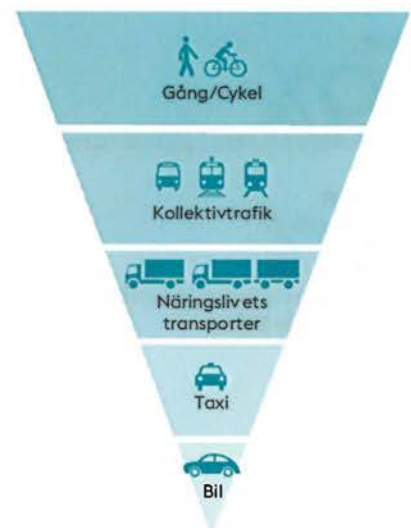 Gång/Cykel
Kollektivtrafik
Näringslivets
transporter
Taxi
Bil